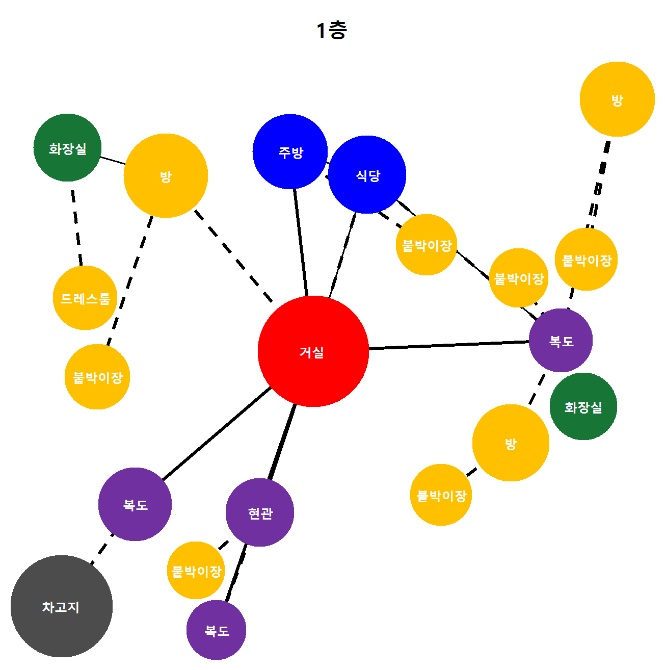 1층
방
화장실
방
주방
식당
붙박이장
붙박이장
붙박이장
드레스룸
거실
복도
붙박이장
화장실
방
붙박이장
복도
현관
붙박이장
차고지
복도